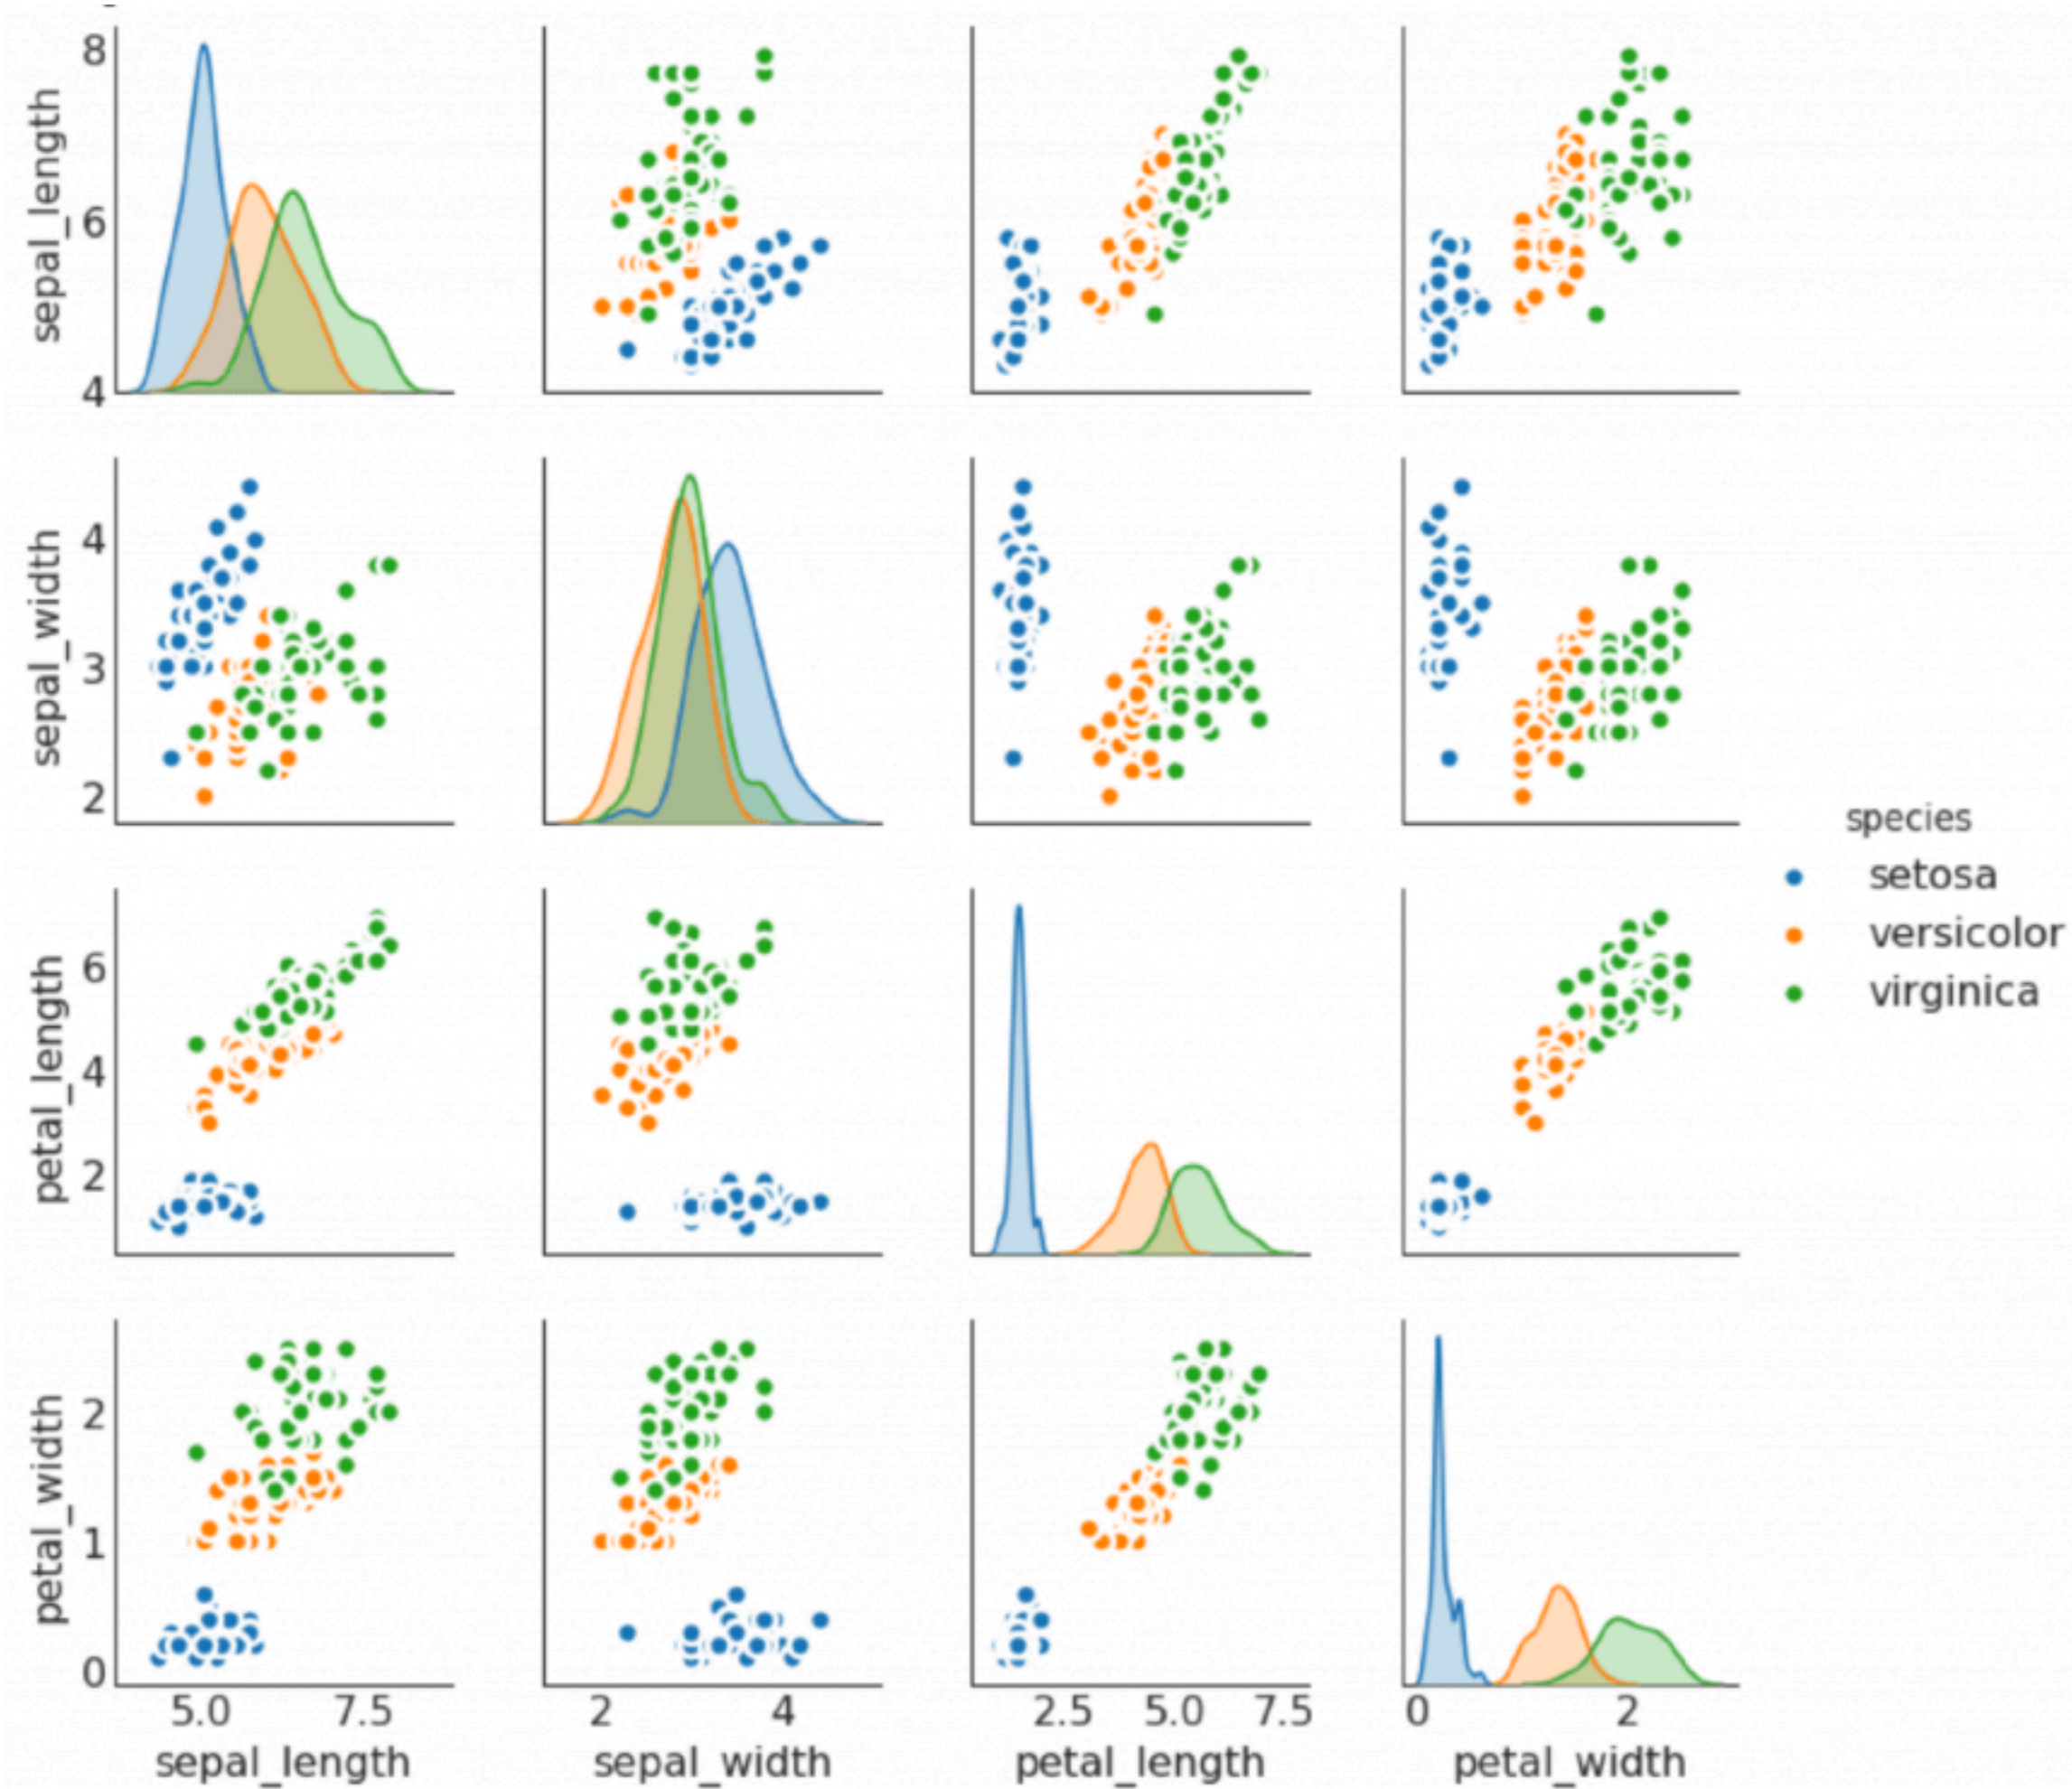 sepal_length
8
6
4
sepal_width
4
3
2
species
setosa
versicolor
virginica
petal_length
6
4
2
petal_width
2
1
0
5.0 7.5 2 4 2.5 5.0 7.5 0 2
sepal_length sepal_width petal_length petal_width